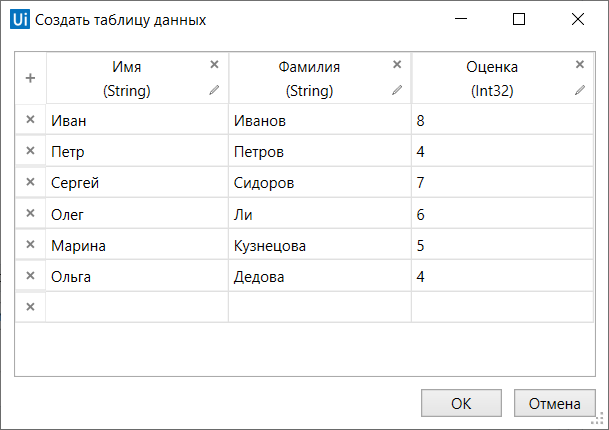 Ui Создать таблицу данных
Имя Фамилия Оценка
(String) (String) (Int32)
Иван Иванов 8
Петр Петров 4
Сергей Сидоров 7
Олег Ли 6
Марина Кузнецова 5
Ольга Дедова 4
OK Отмена